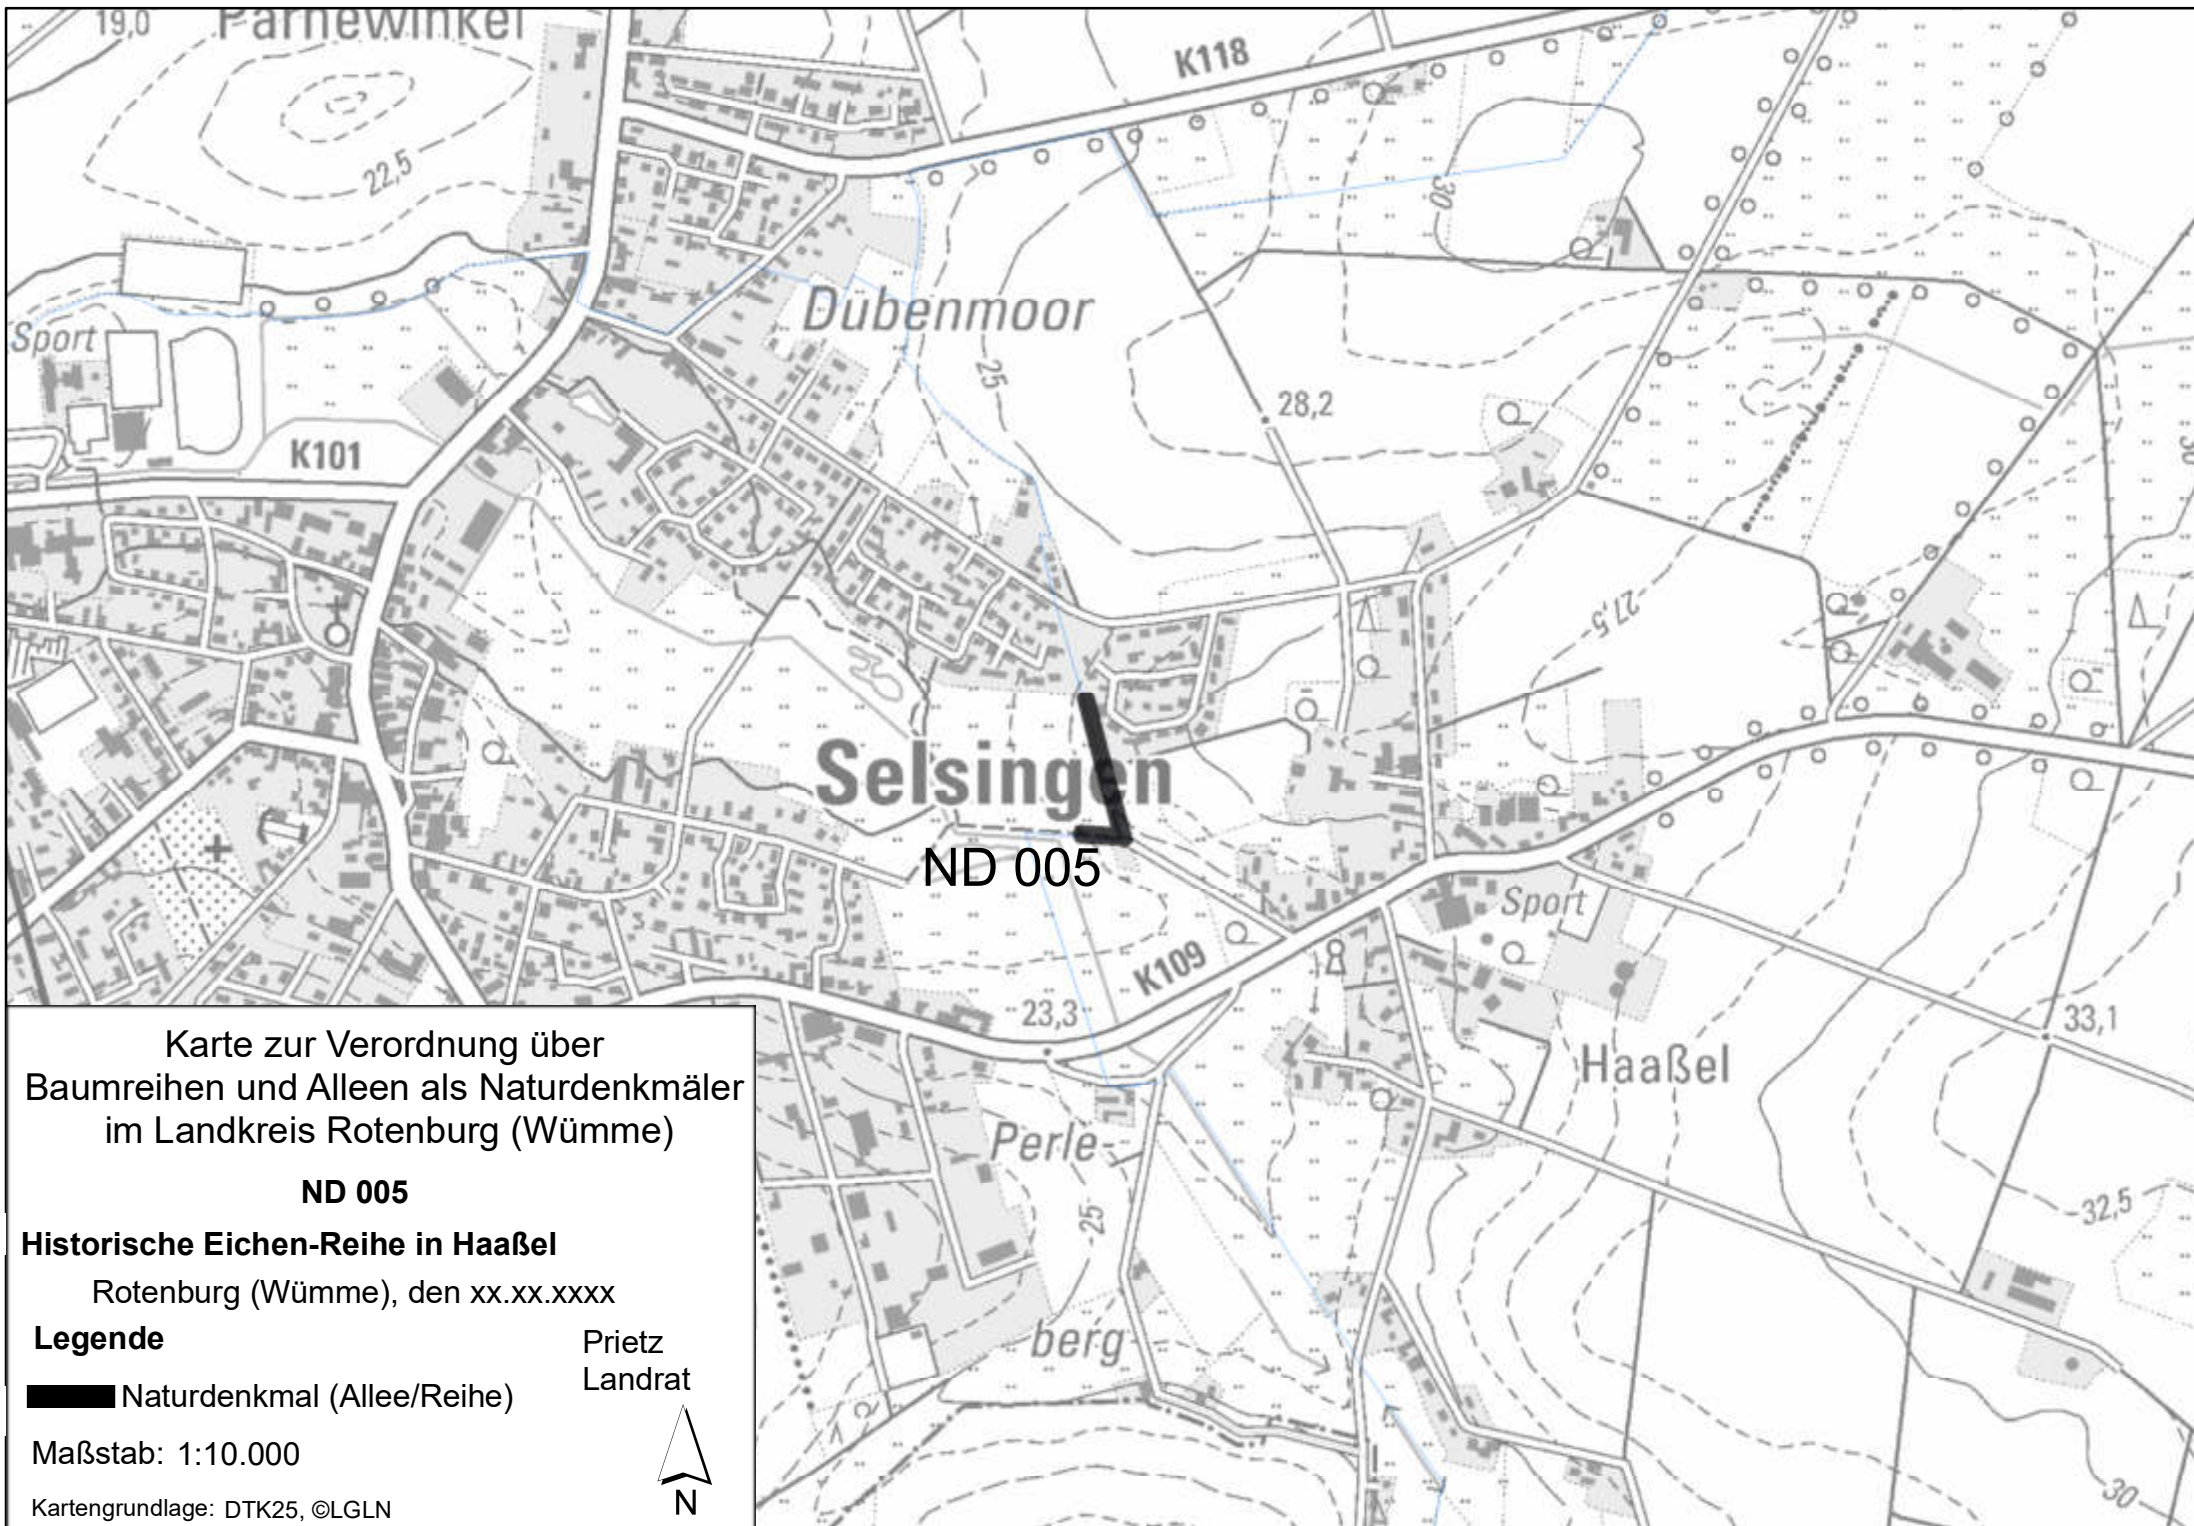 19,0
Parnewinkel
K118
22,5
30
Dubenmoor
Sport
25
28,2
K101
30
27,5
Selsingen
ND 005
Sport
K109
23,3
33,1
Haaßel
Perle-
25
32,5
berg
30
Karte zur Verordnung über
Baumreihen und Alleen als Naturdenkmäler
im Landkreis Rotenburg (Wümme)
ND 005
Historische Eichen-Reihe in Haaßel
Rotenburg (Wümme), den xx.xx.xxxx
Legende
Prietz
Landrat
Naturdenkmal (Allee/Reihe)
Maßstab: 1:10.000
N
Kartengrundlage: DTK25, ©LGLN